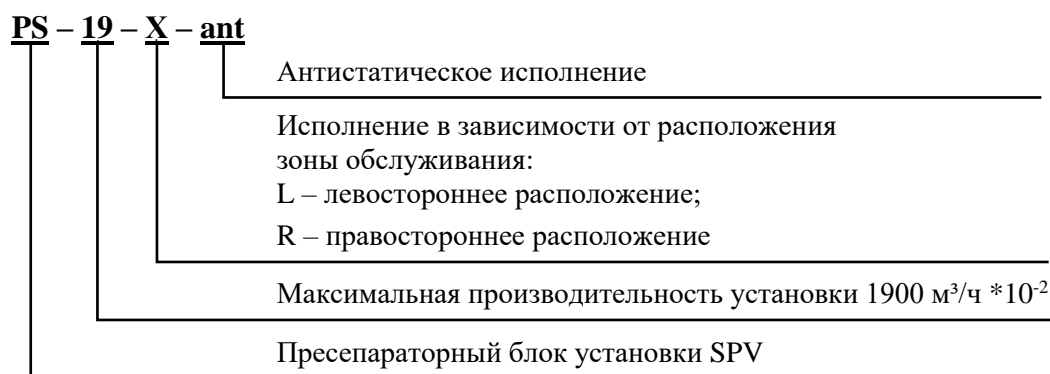 PS – 19 – X – ant
Антистатическое исполнение
Исполнение в зависимости от расположения
зоны обслуживания:
L – левостороннее расположение;
R – правостороннее расположение
Максимальная производительность установки 1900 м³/ч *10⁻²
Пресепараторный блок установки SPV